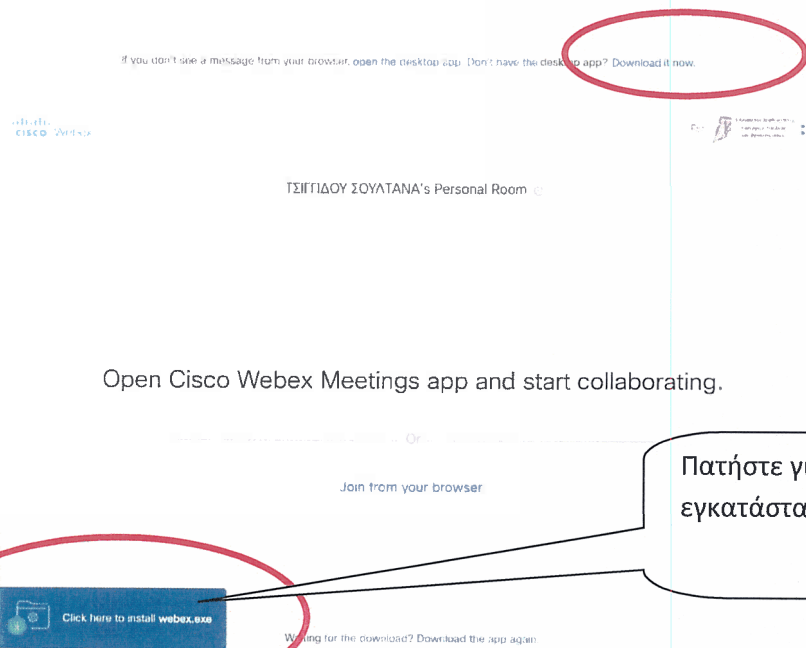 If you don't see a message from your browser, open the desktop app. Don't have the desktop app? Download it now.
CISCO Webex
ΤΣΙΓΓΙΔΟΥ ΣΟΥΛΤΑΝΑ's Personal Room
Open Cisco Webex Meetings app and start collaborating.
Or
Join from your browser
Πατήστε γι
εγκατάστα
Click here to install webex.exe
Waiting for the download? Download the app again